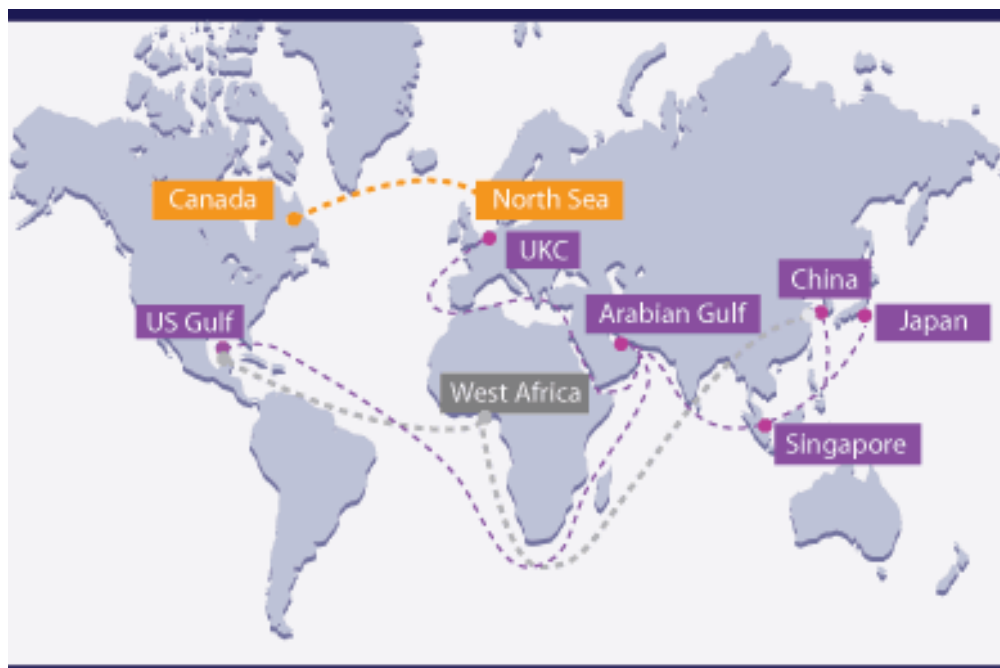 Canada
North Sea
UKC
China
US Gulf
Arabian Gulf
Japan
West Africa
Singapore